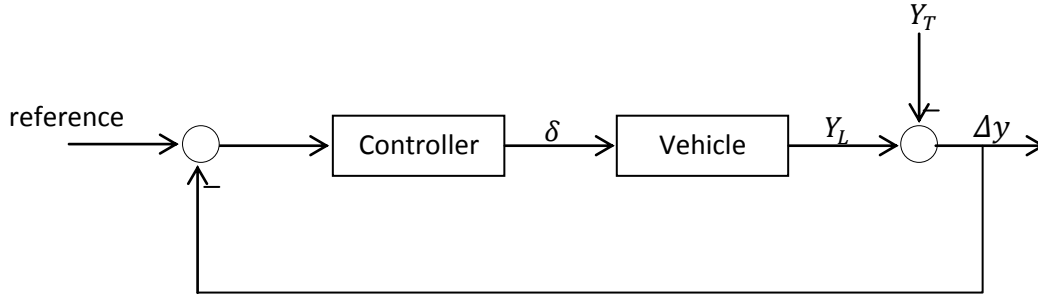 Y_T
reference
Controller
δ
Vehicle
Y_L
Δy